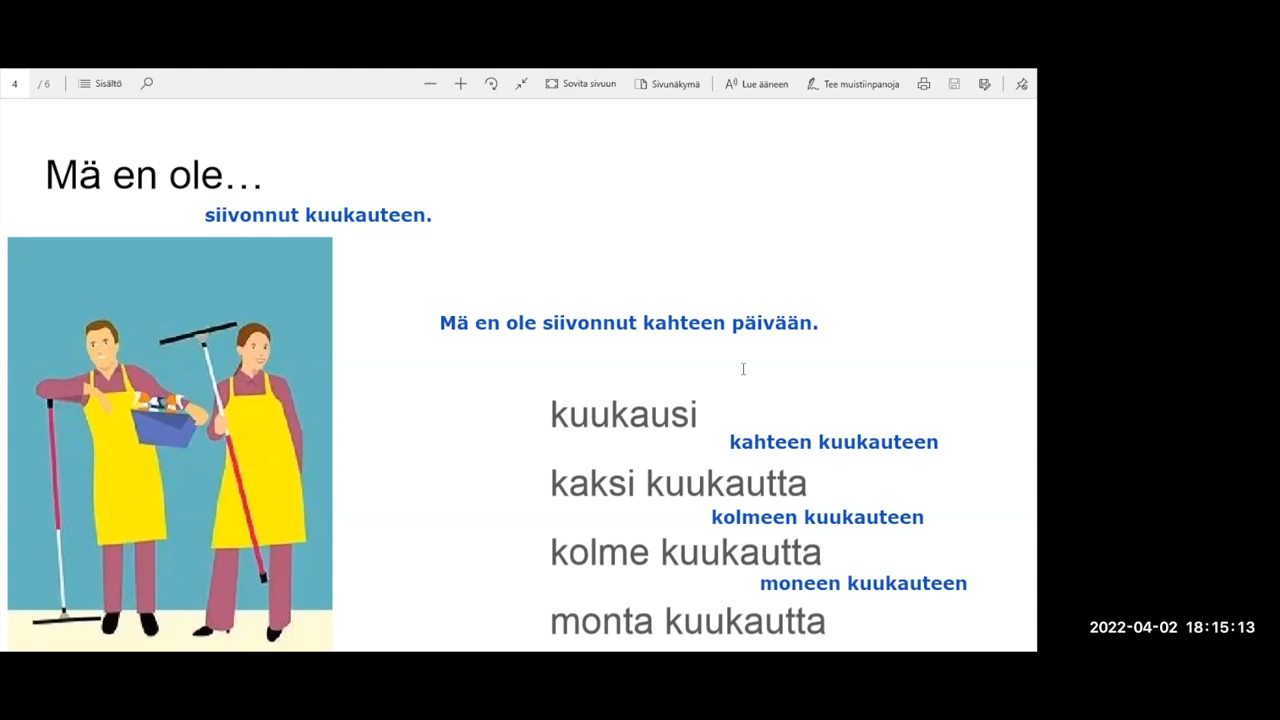 4 / 6 Sisältö Sovita sivuun Sivunäkymä Lue ääneen Tee muistiinpanoja
Mä en ole…
siivonnut kuukauteen.
Mä en ole siivonnut kahteen päivään.
kuukausi
kahteen kuukauteen
kaksi kuukautta
kolmeen kuukauteen
kolme kuukautta
moneen kuukauteen
monta kuukautta
2022-04-02 18:15:13